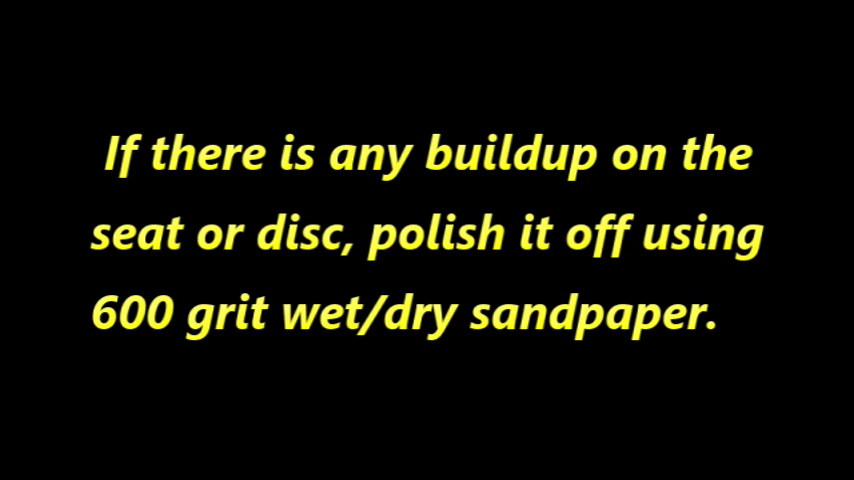 If there is any buildup on the
seat or disc, polish it off using
600 grit wet/dry sandpaper.